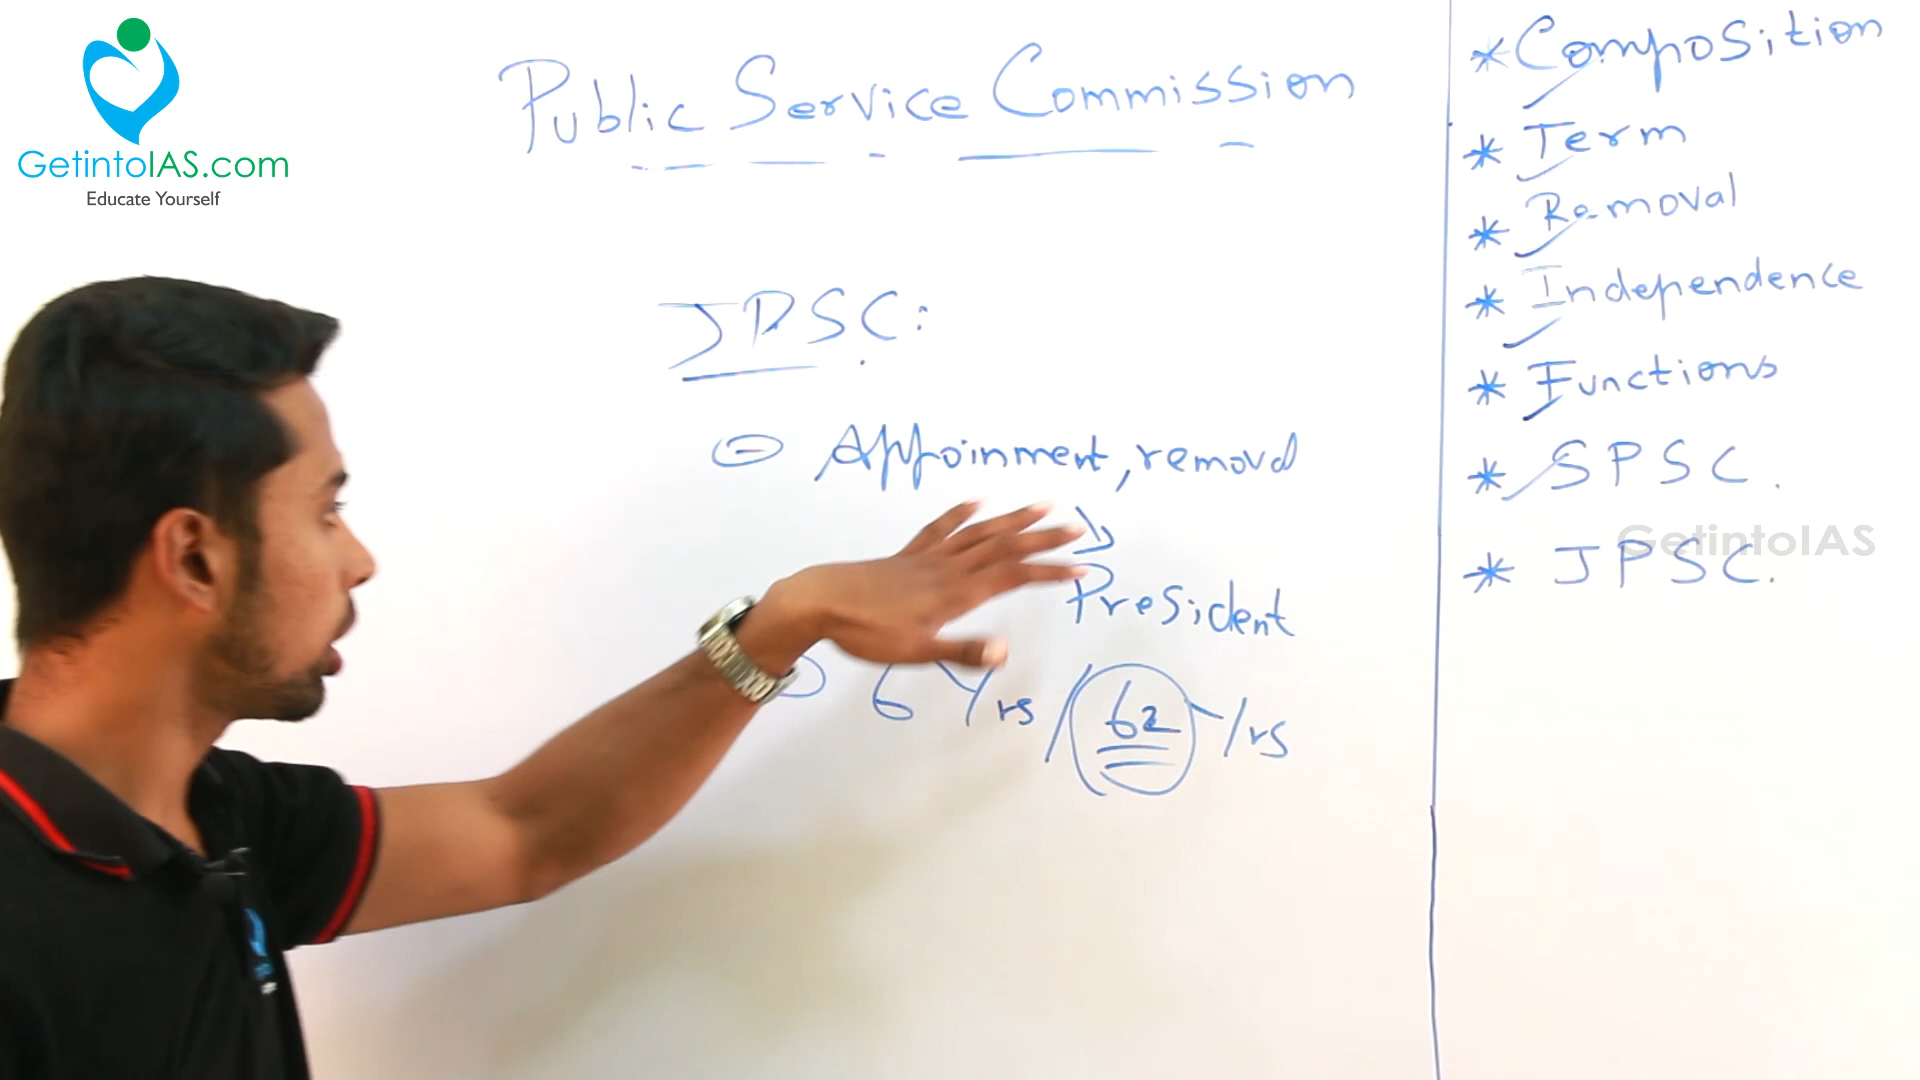 GetintoIAS.com
Educate Yourself
Public Service Commission
JPSC:
Appoinment, removal
President
6 Yrs / 62 Yrs
* Composition
* Term
* Removal
* Independence
* Functions
* SPSC.
GetintoIAS
* JPSC.